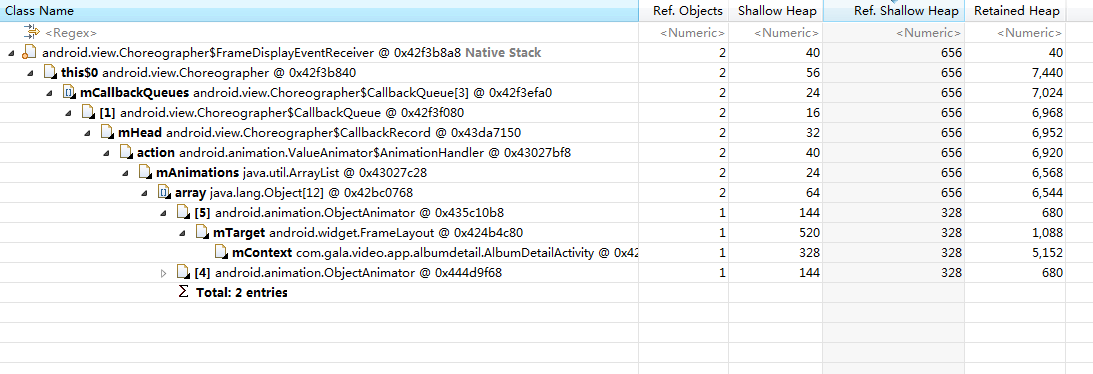 Class Name Ref. Objects Shallow Heap Ref. Shallow Heap Retained Heap
<Regex> <Numeric> <Numeric> <Numeric> <Numeric>
android.view.Choreographer$FrameDisplayEventReceiver @ 0x42f3b8a8 Native Stack 2 40 656 40
this$0 android.view.Choreographer @ 0x42f3b840 2 56 656 7,440
mCallbackQueues android.view.Choreographer$CallbackQueue[3] @ 0x42f3efa0 2 24 656 7,024
[1] android.view.Choreographer$CallbackQueue @ 0x42f3f080 2 16 656 6,968
mHead android.view.Choreographer$CallbackRecord @ 0x43da7150 2 32 656 6,952
action android.animation.ValueAnimator$AnimationHandler @ 0x43027bf8 2 40 656 6,920
mAnimations java.util.ArrayList @ 0x43027c28 2 24 656 6,568
array java.lang.Object[12] @ 0x42bc0768 2 64 656 6,544
[5] android.animation.ObjectAnimator @ 0x435c10b8 1 144 328 680
mTarget android.widget.FrameLayout @ 0x424b4c80 1 520 328 1,088
mContext com.gala.video.app.albumdetail.AlbumDetailActivity @ 0x42 1 328 328 5,152
[4] android.animation.ObjectAnimator @ 0x444d9f68 1 144 328 680
Σ Total: 2 entries